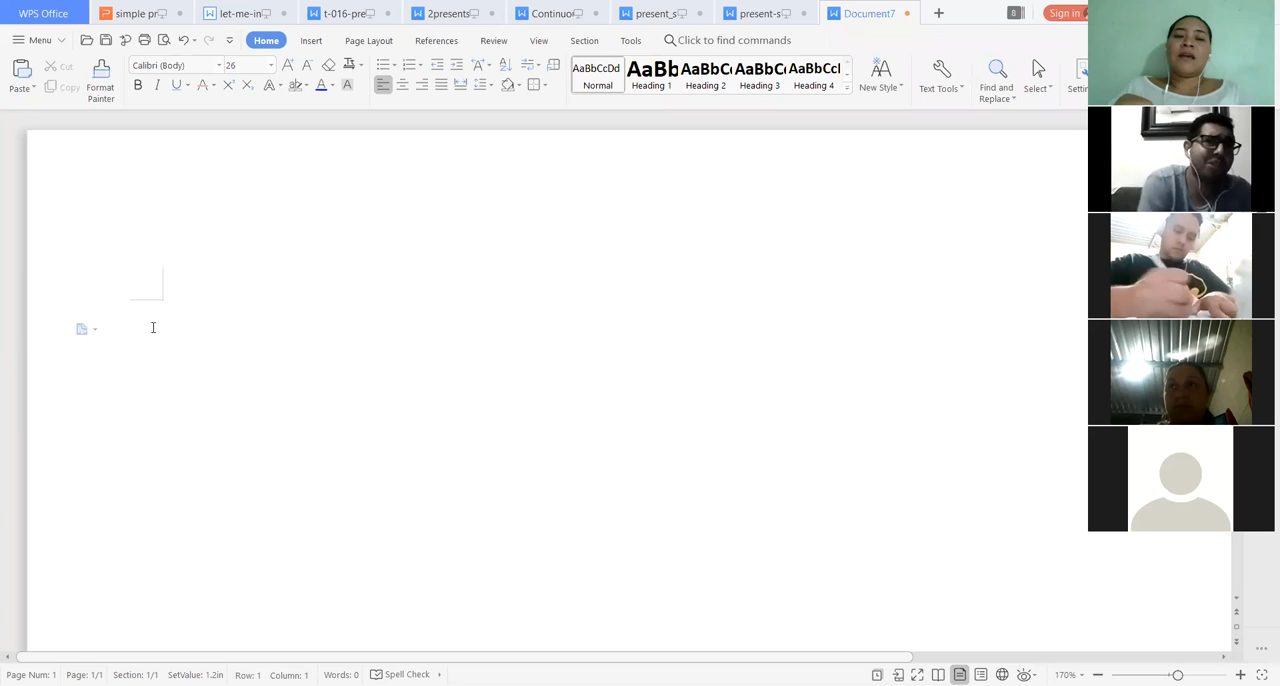 WPS Office simple pr let-me-in t-016-pre 2presents Continuou present_s present-s Document7 8 Sign in
Menu Home Insert Page Layout References Review View Section Tools Click to find commands
Paste Cut Copy Format Painter Calibri (Body) 26 AaBbCcDd Normal AaBb Heading 1 AaBbC Heading 2 AaBbC Heading 3 AaBbCcI Heading 4 New Style Text Tools Find and Replace Select
Page Num: 1 Page: 1/1 Section: 1/1 SetValue: 1.2in Row: 1 Column: 1 Words: 0 Spell Check 170%